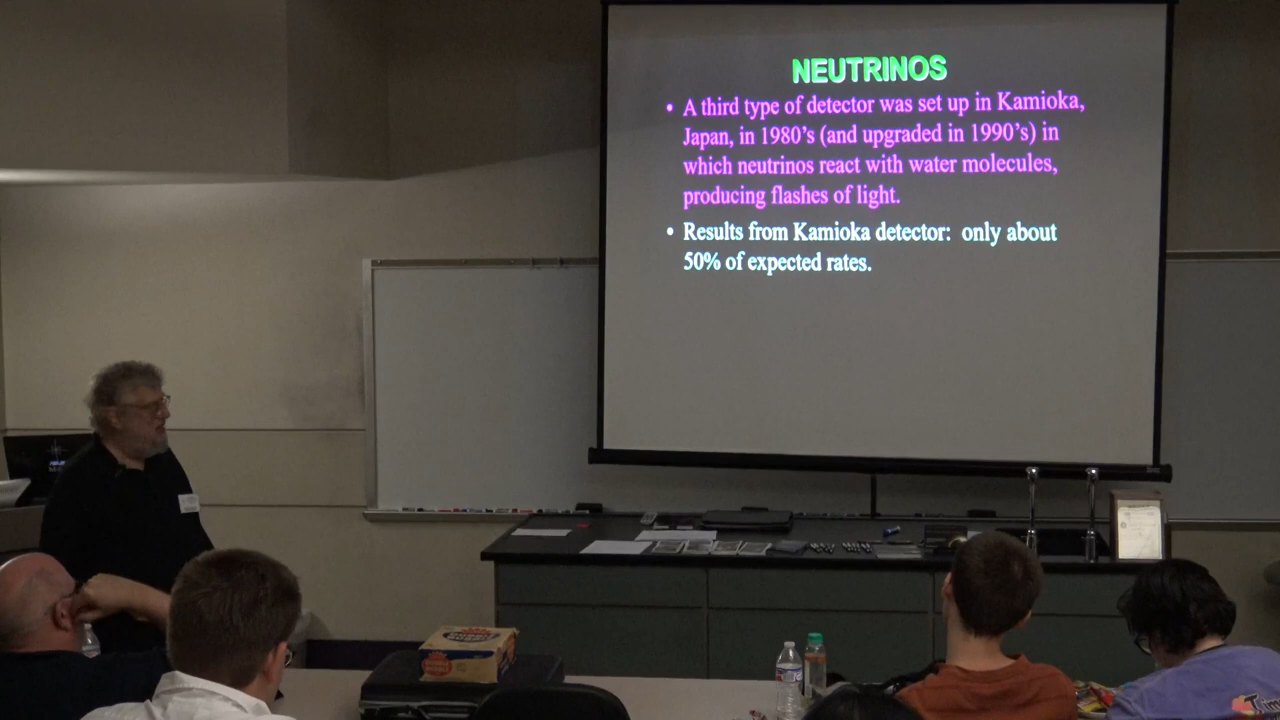 NEUTRINOS
• A third type of detector was set up in Kamioka,
Japan, in 1980's (and upgraded in 1990's) in
which neutrinos react with water molecules,
producing flashes of light.
• Results from Kamioka detector: only about
50% of expected rates.